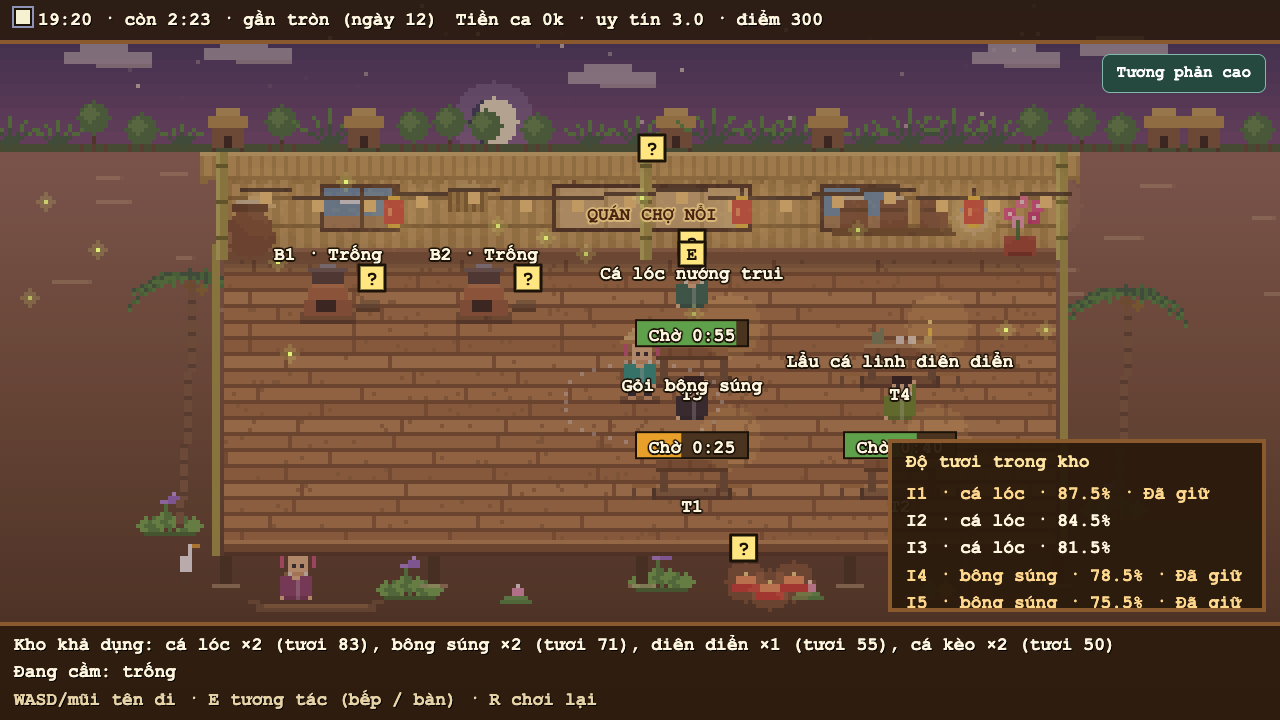 19:20 · còn 2:23 · gần tròn (ngày 12) Tiền ca 0k · uy tín 3.0 · điểm 300
Tương phản cao
?
QUÁN CHỢ NỔI
B1 · Trống
B2 · Trống
E
?
?
Cá lóc nướng trui
Chờ 0:55
Lẩu cá linh điên điển
Gỏi bông súng
T4
Chờ 0:25
Chờ
T1
?
Độ tươi trong kho
I1 · cá lóc · 87.5% · Đã giữ
I2 · cá lóc · 84.5%
I3 · cá lóc · 81.5%
I4 · bông súng · 78.5% · Đã giữ
I5 · bông súng · 75.5% · Đã giữ
Kho khả dụng: cá lóc ×2 (tươi 83), bông súng ×2 (tươi 71), điên điển ×1 (tươi 55), cá kèo ×2 (tươi 50)
Đang cầm: trống
WASD/mũi tên đi · E tương tác (bếp / bàn) · R chơi lại